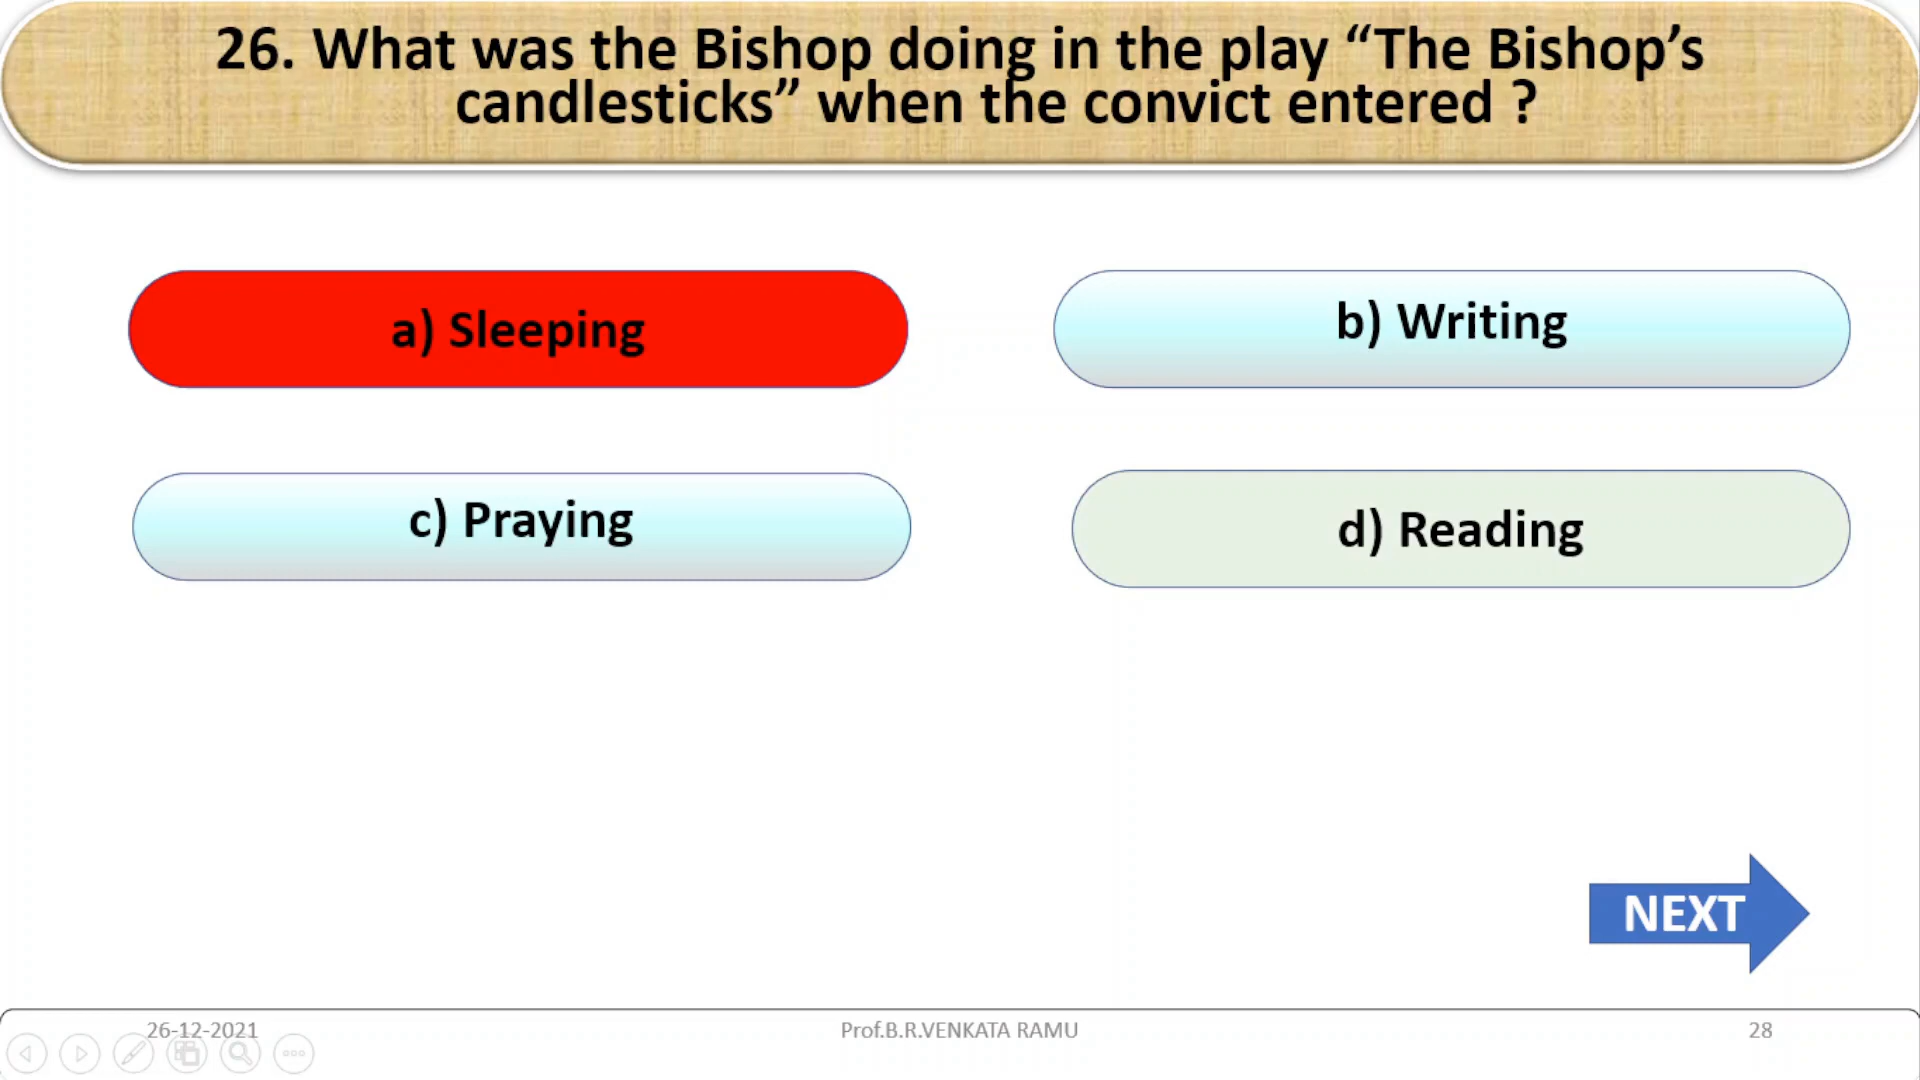 26. What was the Bishop doing in the play “The Bishop’s
candlesticks” when the convict entered ?
a) Sleeping
b) Writing
c) Praying
d) Reading
NEXT
26-12-2021
Prof.B.R.VENKATA RAMU
28